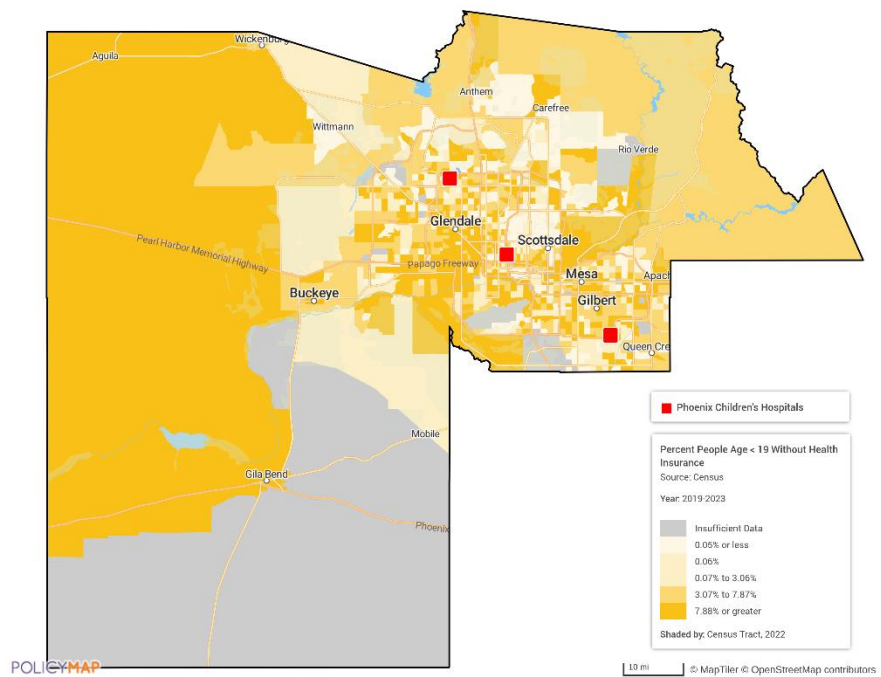 Wickenburg
Aguila
Anthem
Carefree
Wittmann
Rio Verde
Glendale
Scottsdale
Pearl Harbor Memorial Highway
Papago Freeway
Mesa
Apach
Buckeye
Gilbert
Queen Cre
Phoenix Children's Hospitals
Mobile
Percent People Age < 19 Without Health
Insurance
Source: Census
Gila Bend
Year: 2019-2023
Phoenix
Insufficient Data
0.05% or less
0.06%
0.07% to 3.06%
3.07% to 7.87%
7.88% or greater
Shaded by: Census Tract, 2022
POLICYMAP
10 mi
© MapTiler © OpenStreetMap contributors